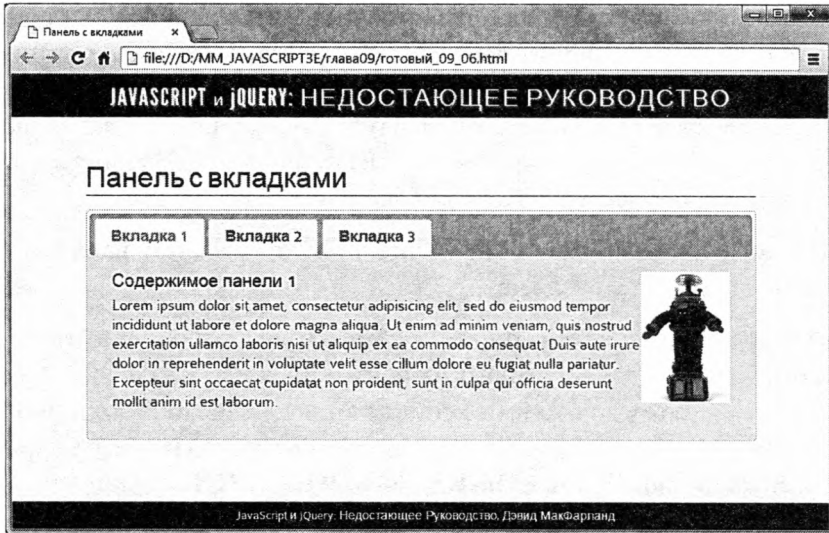 Панель с вкладками
file:///D:/MM_JAVASCRIPT3E/глава09/готовый_09_06.html
JAVASCRIPT и jQUERY: НЕДОСТАЮЩЕЕ РУКОВОДСТВО
Панель с вкладками
Вкладка 1 Вкладка 2 Вкладка 3
Содержимое панели 1
Lorem ipsum dolor sit amet, consectetur adipisicing elit, sed do eiusmod tempor
incididunt ut labore et dolore magna aliqua. Ut enim ad minim veniam, quis nostrud
exercitation ullamco laboris nisi ut aliquip ex ea commodo consequat. Duis aute irure
dolor in reprehenderit in voluptate velit esse cillum dolore eu fugiat nulla pariatur.
Excepteur sint occaecat cupidatat non proident, sunt in culpa qui officia deserunt
mollit anim id est laborum.
JavaScript и jQuery: Недостающее Руководство, Дэвид МакФарланд